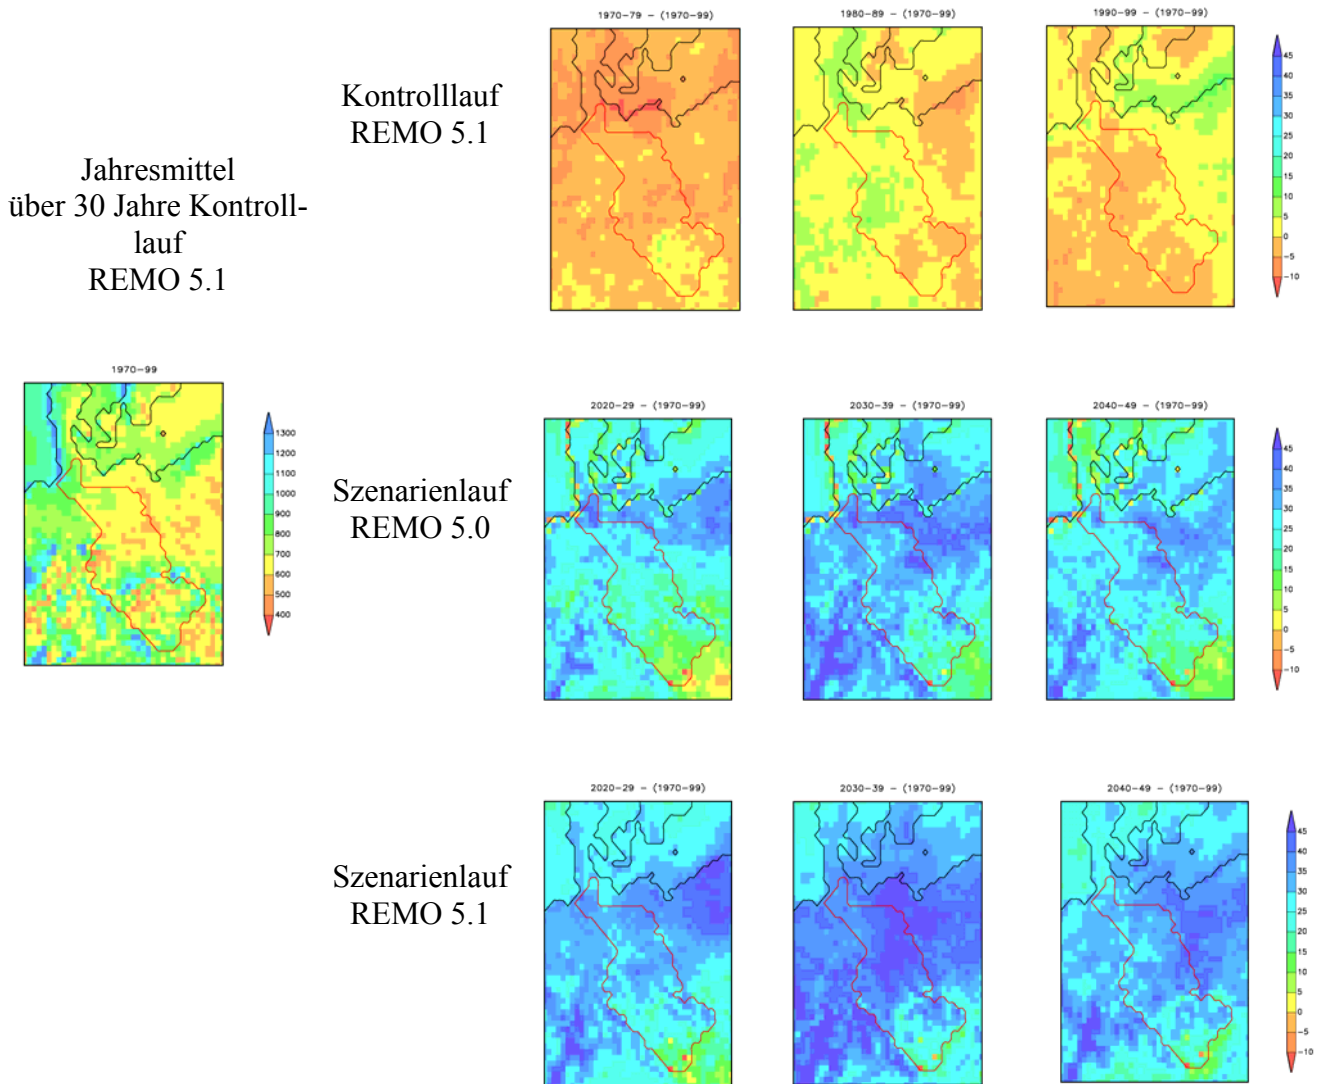 1970-79 - (1970-99)
1980-89 - (1970-99)
1990-99 - (1970-99)
Kontrolllauf
REMO 5.1
45
40
35
30
25
20
15
10
5
0
-5
-10
Jahresmittel
über 30 Jahre Kontroll-
lauf
REMO 5.1
1970-99
1300
1200
1100
1000
900
800
700
600
500
400
2020-29 - (1970-99)
2030-39 - (1970-99)
2040-49 - (1970-99)
Szenarienlauf
REMO 5.0
45
40
35
30
25
20
15
10
5
0
-5
-10
2020-29 - (1970-99)
2030-39 - (1970-99)
2040-49 - (1970-99)
Szenarienlauf
REMO 5.1
45
40
35
30
25
20
15
10
5
0
-5
-10